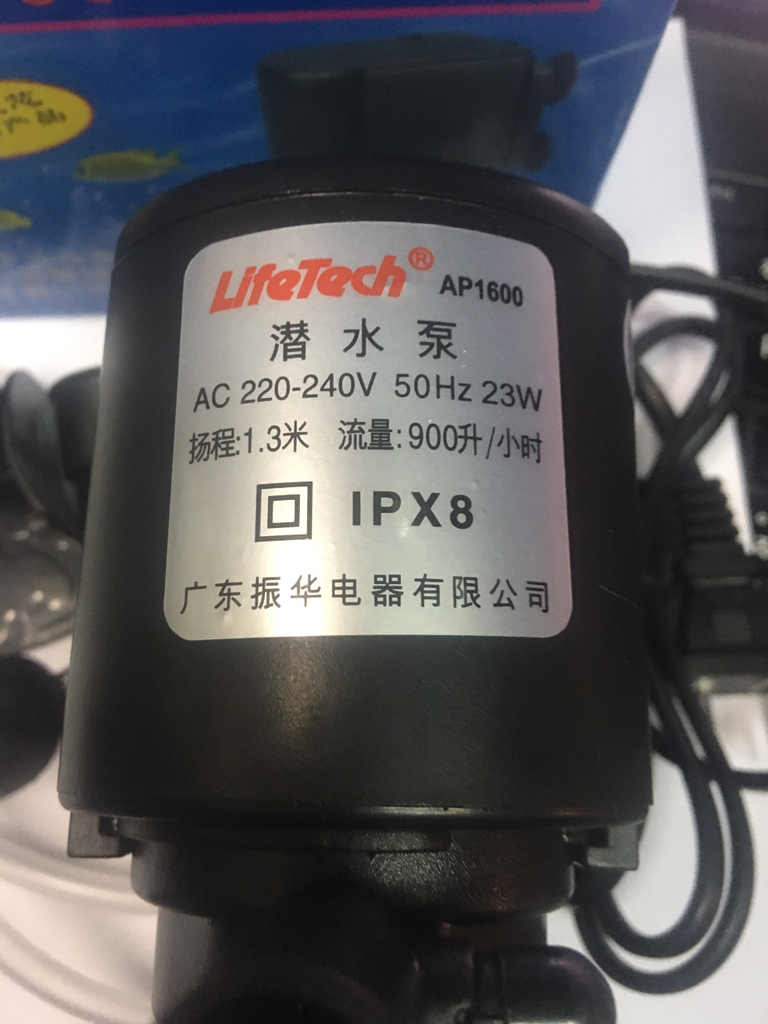 LifeTech® AP1600
潜水泵
AC 220-240V 50Hz 23W
扬程:1.3米 流量:900升/小时
IPX8
广东振华电器有限公司